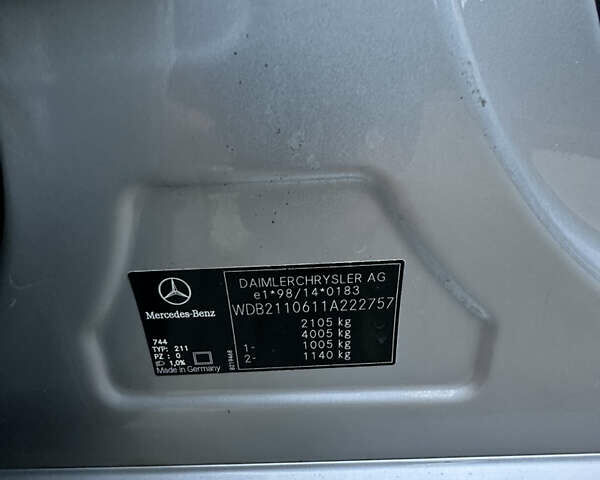 Mercedes-Benz
744
TYP: 211
PZ : 0
1,0%
Made in Germany
DAIMLERCHRYSLER AG
e1*98/14*0183
WDB2110611A222757
2105 kg
4005 kg
1- 1005 kg
2- 1140 kg